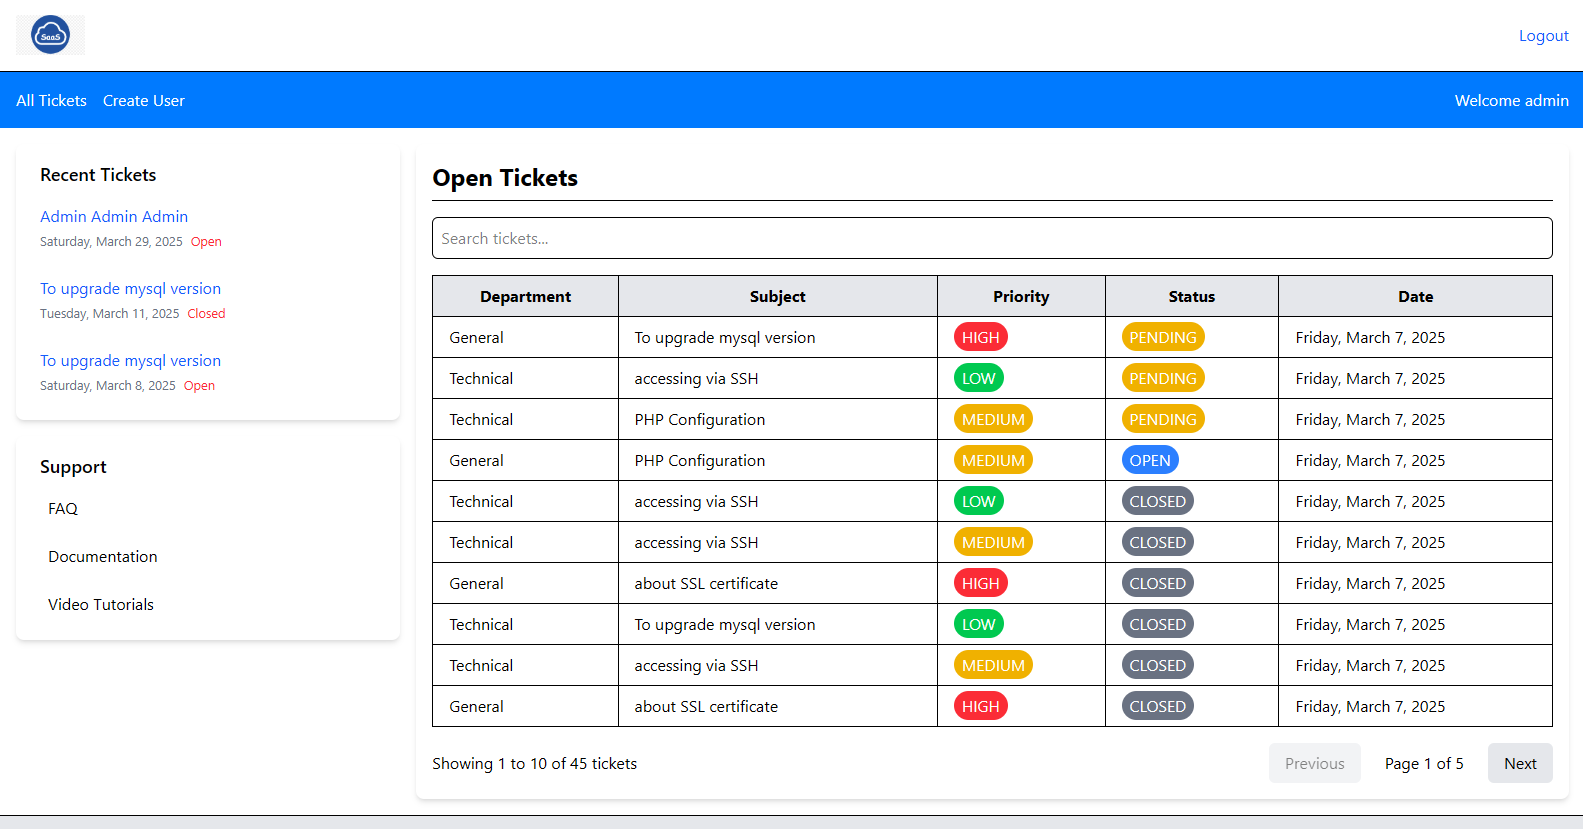 SaaS
Logout
All Tickets Create User Welcome admin
Recent Tickets
Admin Admin Admin
Saturday, March 29, 2025 Open
To upgrade mysql version
Tuesday, March 11, 2025 Closed
To upgrade mysql version
Saturday, March 8, 2025 Open
Support
FAQ
Documentation
Video Tutorials
Open Tickets
Search tickets...
Department Subject Priority Status Date
General To upgrade mysql version HIGH PENDING Friday, March 7, 2025
Technical accessing via SSH LOW PENDING Friday, March 7, 2025
Technical PHP Configuration MEDIUM PENDING Friday, March 7, 2025
General PHP Configuration MEDIUM OPEN Friday, March 7, 2025
Technical accessing via SSH LOW CLOSED Friday, March 7, 2025
Technical accessing via SSH MEDIUM CLOSED Friday, March 7, 2025
General about SSL certificate HIGH CLOSED Friday, March 7, 2025
Technical To upgrade mysql version LOW CLOSED Friday, March 7, 2025
Technical accessing via SSH MEDIUM CLOSED Friday, March 7, 2025
General about SSL certificate HIGH CLOSED Friday, March 7, 2025
Showing 1 to 10 of 45 tickets Previous Page 1 of 5 Next